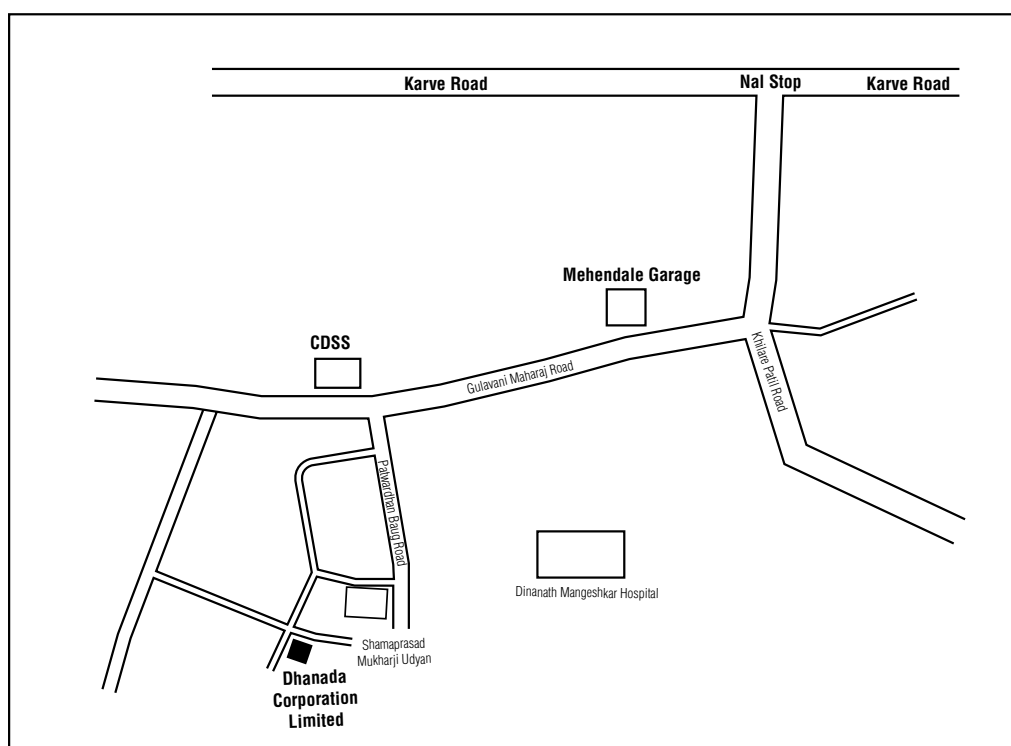 Karve Road
Nal Stop
Karve Road
Mehendale Garage
CDSS
Gulavani Maharaj Road
Khilare Patil Road
Patwardhan Baug Road
Dinanath Mangeshkar Hospital
Shamaprasad
Mukharji Udyan
Dhanada
Corporation
Limited